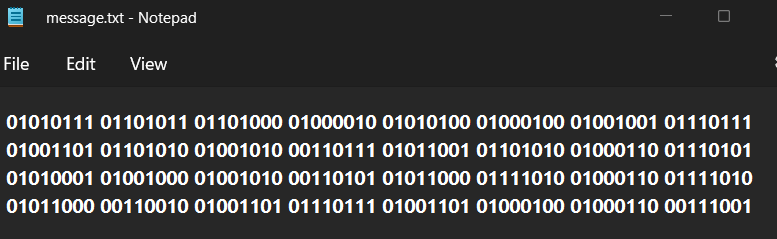 message.txt - Notepad
File Edit View
01010111 01101011 01101000 01000010 01010100 01000100 01001001 01110111
01001101 01101010 01001010 00110111 01011001 01101010 01000110 01110101
01010001 01001000 01001010 00110101 01011000 01111010 01000110 01111010
01011000 00110010 01001101 01110111 01001101 01000100 01000110 00111001